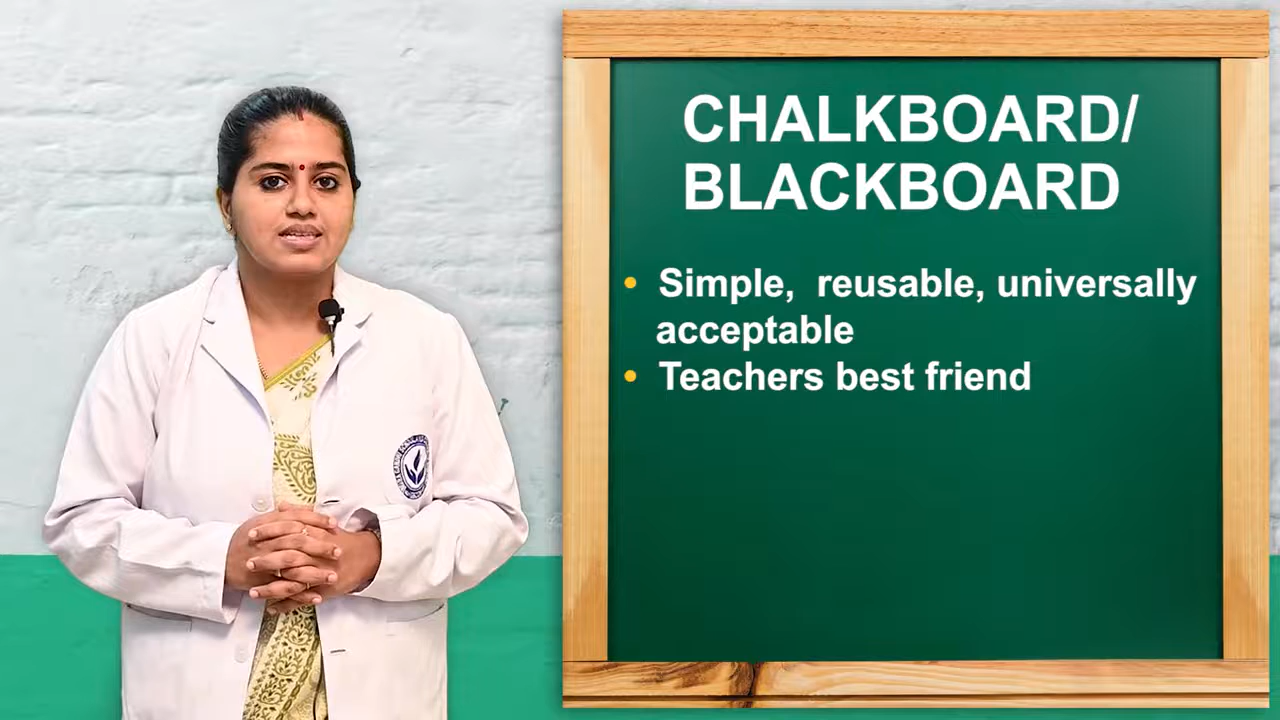 CHALKBOARD/
BLACKBOARD
• Simple, reusable, universally
acceptable
• Teachers best friend